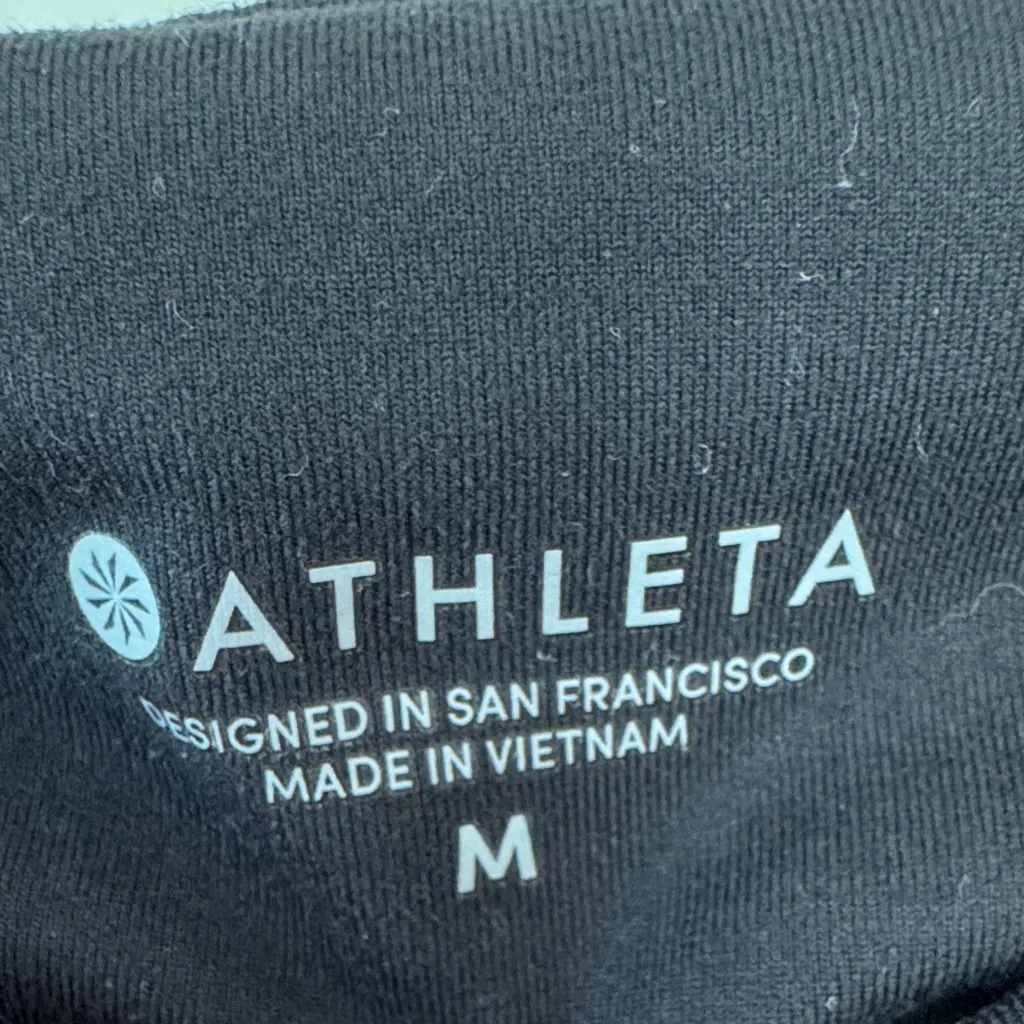 ATHLETA
DESIGNED IN SAN FRANCISCO
MADE IN VIETNAM
M